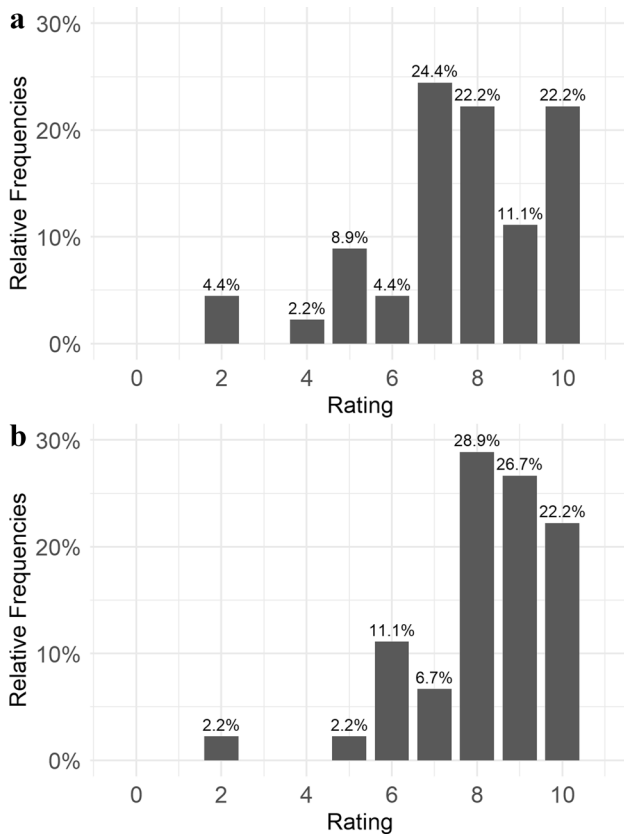 a
30%
24.4%
22.2% 22.2%
20%
11.1%
10%
8.9%
4.4% 4.4%
2.2%
0%
0 2 4 6 8 10
Rating
Relative Frequencies
b
30%
28.9%
26.7%
22.2%
20%
11.1%
10%
6.7%
2.2% 2.2%
0%
0 2 4 6 8 10
Rating
Relative Frequencies